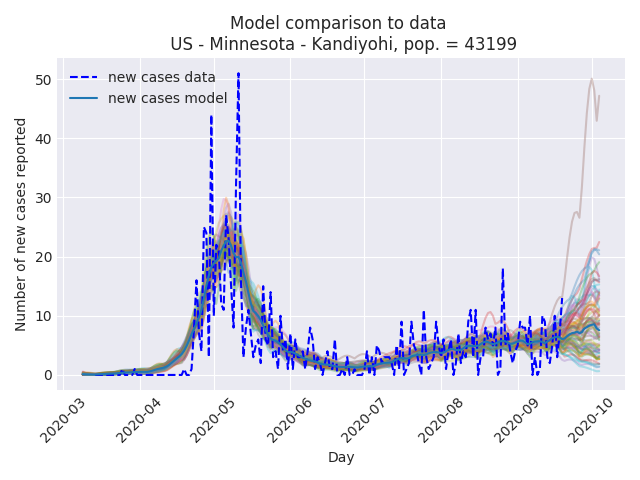 Model comparison to data
US - Minnesota - Kandiyohi, pop. = 43199
new cases data
new cases model
Number of new cases reported
50
40
30
20
10
0
2020-03
2020-04
2020-05
2020-06
2020-07
2020-08
2020-09
2020-10
Day